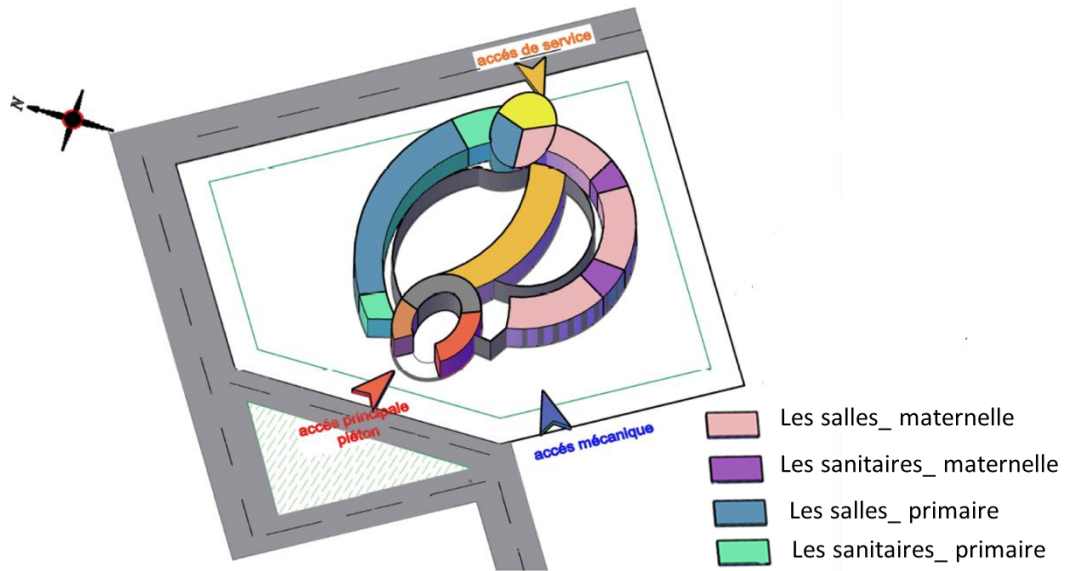 accés de service
N
accés principale
piéton
accés mécanique
Les salles_ maternelle
Les sanitaires_ maternelle
Les salles_ primaire
Les sanitaires_ primaire